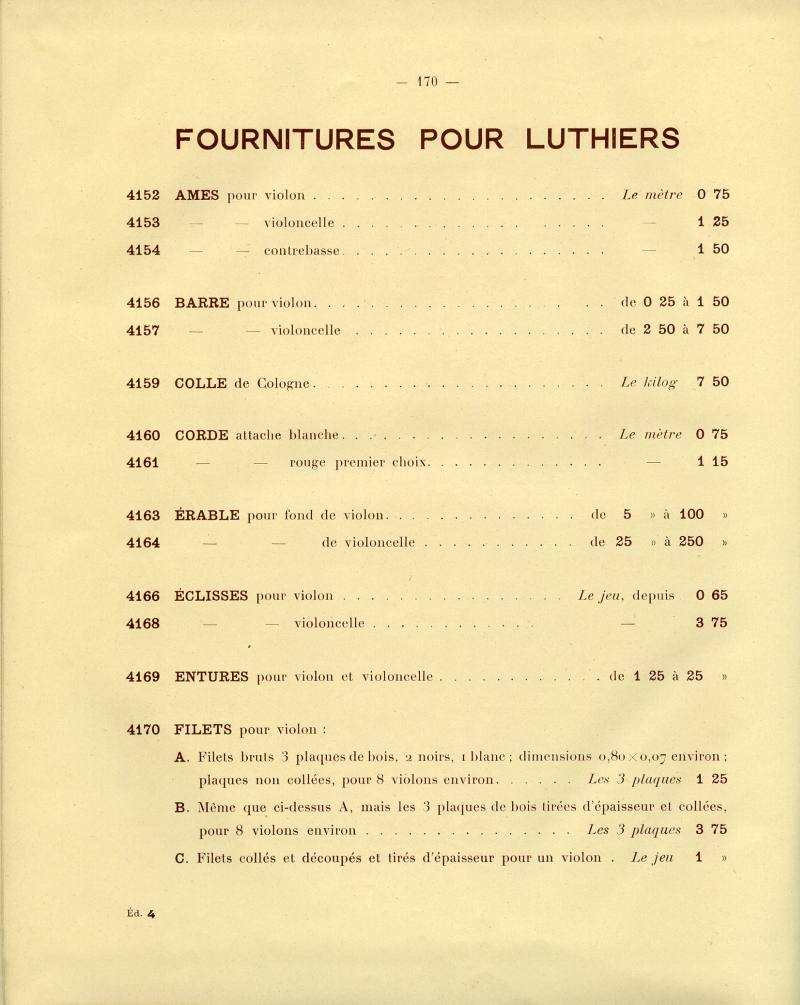 — 170 —
FOURNITURES POUR LUTHIERS
4152 AMES pour violon . . . . . . . . . . . . . . . . . . . . . Le mètre 0 75
4153 — — violoncelle . . . . . . . . . . . . . . . . . . — 1 25
4154 — — contrebasse . . . . . . . . . . . . . . . . . . — 1 50
4156 BARRE pour violon . . . . . . . . . . . . . . . . . . . de 0 25 à 1 50
4157 — — violoncelle . . . . . . . . . . . . . . . . . . de 2 50 à 7 50
4159 COLLE de Cologne . . . . . . . . . . . . . . . . . . . . . Le kilog 7 50
4160 CORDE attache blanche . . . . . . . . . . . . . . . . . . . Le mètre 0 75
4161 — — rouge premier choix . . . . . . . . . . . . . — 1 15
4163 ÉRABLE pour fond de violon . . . . . . . . . . . . . . de 5 » à 100 »
4164 — — de violoncelle . . . . . . . . . . . de 25 » à 250 »
4166 ÉCLISSES pour violon . . . . . . . . . . . . . . . . Le jeu, depuis 0 65
4168 — — violoncelle . . . . . . . . . . . . — 3 75
4169 ENTURES pour violon et violoncelle . . . . . . . . . . . . de 1 25 à 25 »
4170 FILETS pour violon :
A. Filets bruts 3 plaques de bois, 2 noirs, 1 blanc ; dimensions 0,80 × 0,07 environ ;
plaques non collées, pour 8 violons environ . . . . . . Les 3 plaques 1 25
B. Même que ci-dessus A, mais les 3 plaques de bois tirées d'épaisseur et collées,
pour 8 violons environ . . . . . . . . . . . . . . . Les 3 plaques 3 75
C. Filets collés et découpés et tirés d'épaisseur pour un violon . Le jeu 1 »
Éd. 4